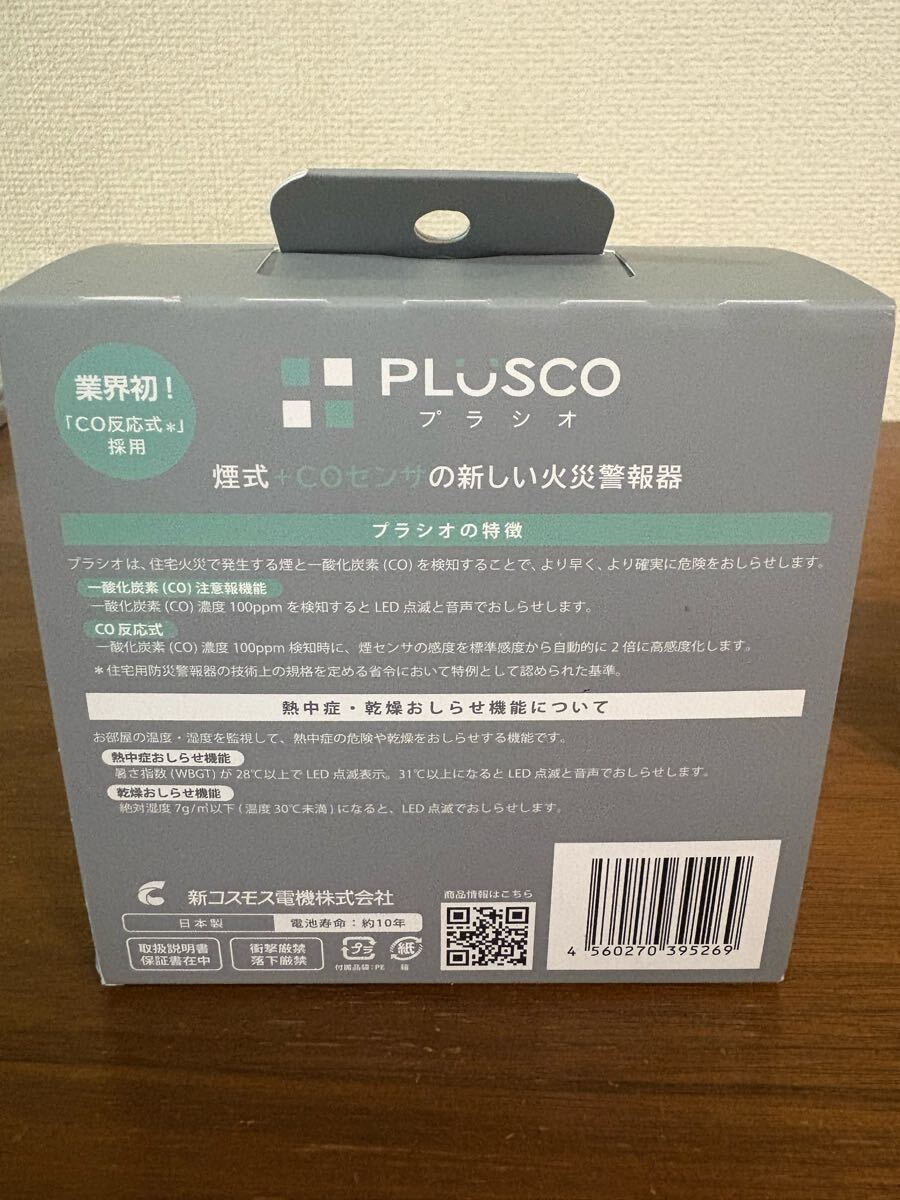 業界初!
「CO反応式*」
採用
PLUSCO
プラシオ
煙式+COセンサの新しい火災警報器
プラシオの特徴
プラシオは、住宅火災で発生する煙と一酸化炭素(CO)を検知することで、より早く、より確実に危険をおしらせします。
一酸化炭素(CO)注意報機能
一酸化炭素(CO)濃度100ppmを検知するとLED点滅と音声でおしらせします。
CO反応式
一酸化炭素(CO)濃度100ppm検知時に、煙センサの感度を標準感度から自動的に2倍に高感度化します。
*住宅用防災警報器の技術上の規格を定める省令において特例として認められた基準。
熱中症・乾燥おしらせ機能について
お部屋の温度・湿度を監視して、熱中症の危険や乾燥をおしらせする機能です。
熱中症おしらせ機能
暑さ指数(WBGT)が28℃以上でLED点滅表示。31℃以上になるとLED点滅と音声でおしらせします。
乾燥おしらせ機能
絶対湿度7g/㎥以下(温度30℃未満)になると、LED点滅でおしらせします。
新コスモス電機株式会社
日本製 電池寿命:約10年
取扱説明書
保証書在中
衝撃厳禁
落下厳禁
プラ
付属品袋:PE
紙
箱
商品情報はこちら
4 560270 395269